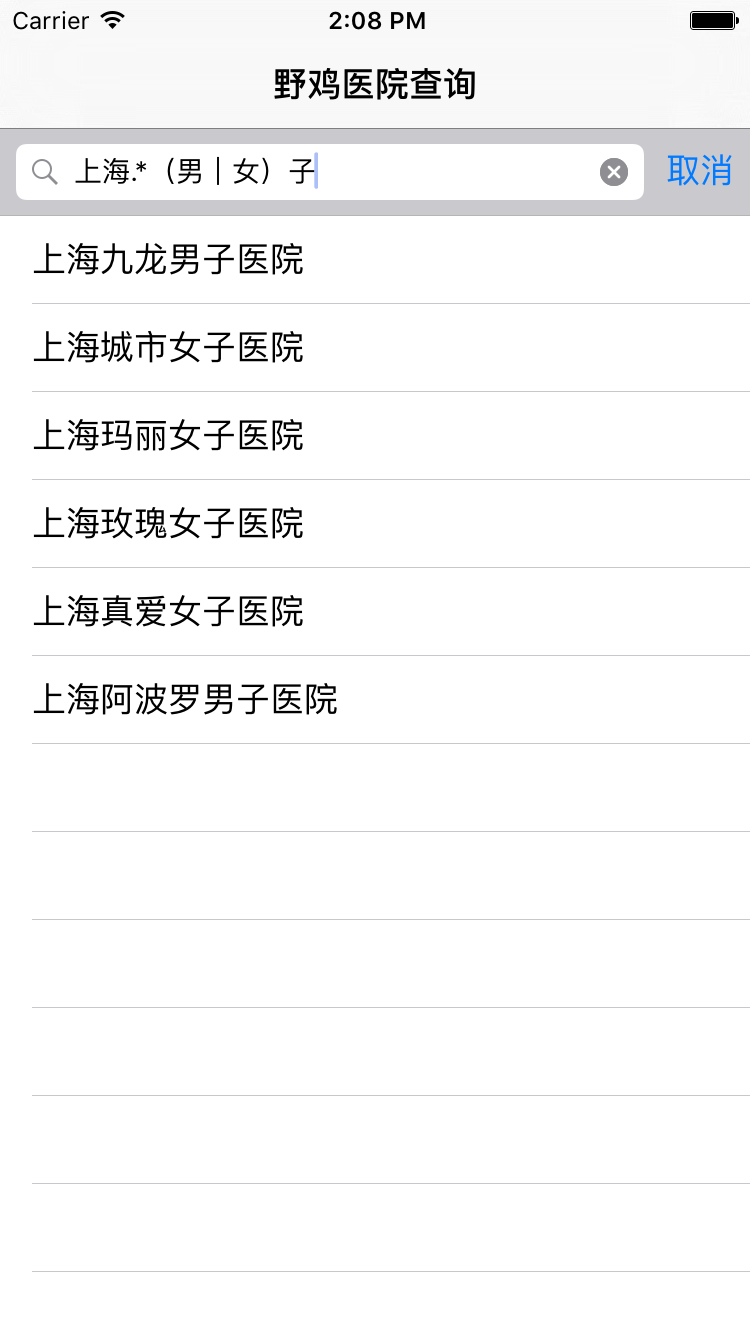 Carrier 2:08 PM
野鸡医院查询
上海.*（男｜女）子 取消
上海九龙男子医院
上海城市女子医院
上海玛丽女子医院
上海玫瑰女子医院
上海真爱女子医院
上海阿波罗男子医院